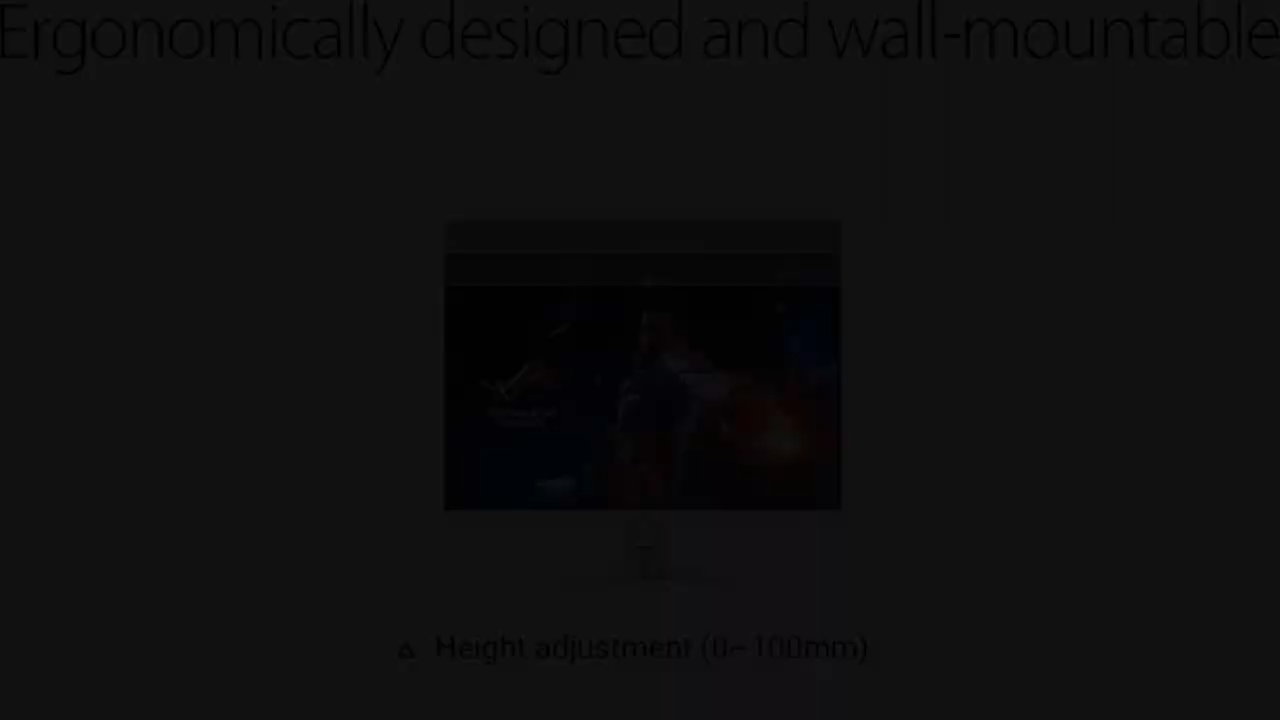 Ergonomically designed and wall-mountable
Height adjustment (0~100mm)